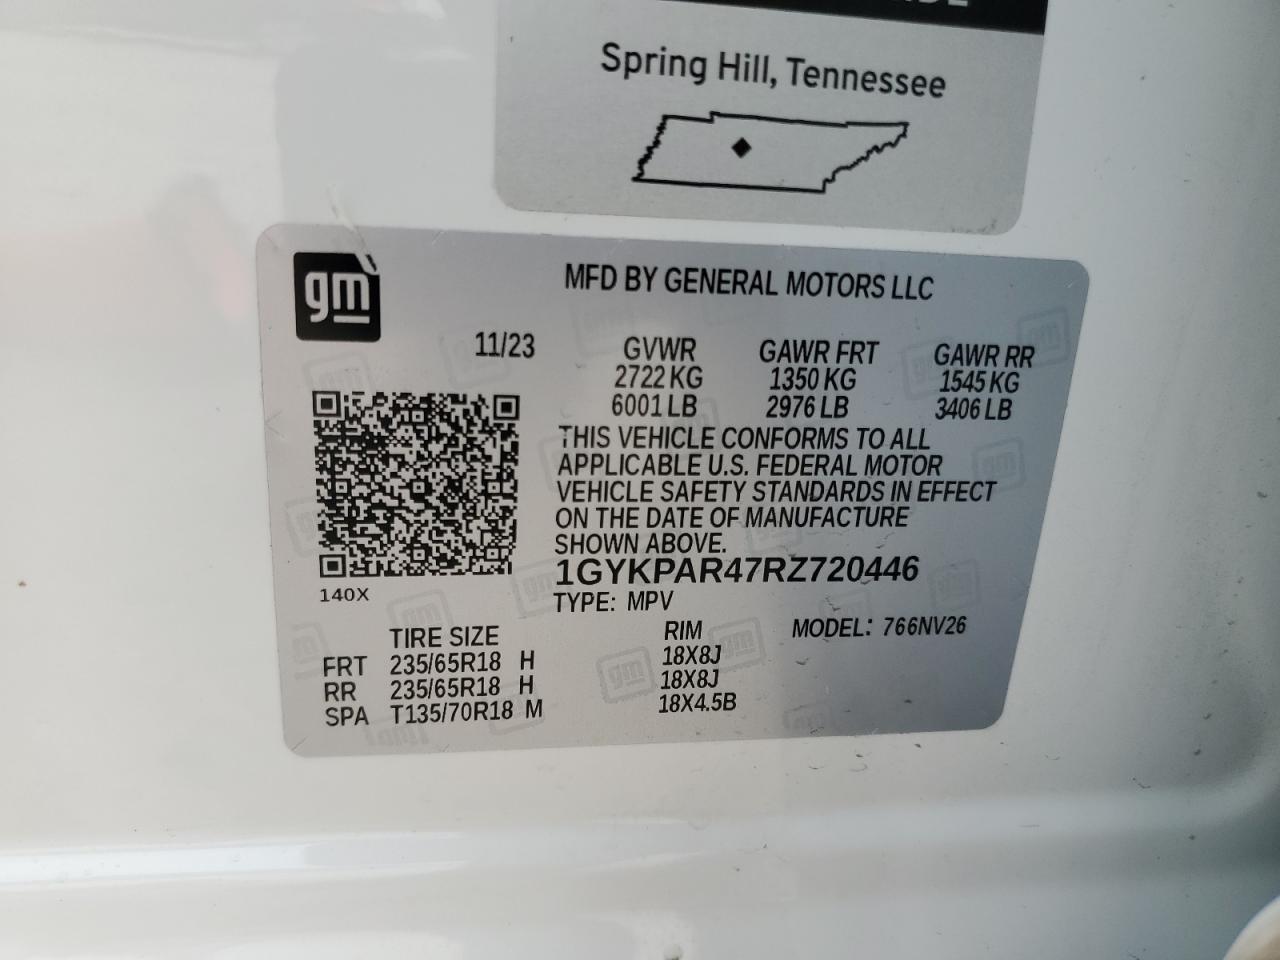 Spring Hill, Tennessee
gm
MFD BY GENERAL MOTORS LLC
11/23 GVWR GAWR FRT GAWR RR
2722 KG 1350 KG 1545 KG
6001 LB 2976 LB 3406 LB
THIS VEHICLE CONFORMS TO ALL
APPLICABLE U.S. FEDERAL MOTOR
VEHICLE SAFETY STANDARDS IN EFFECT
ON THE DATE OF MANUFACTURE
SHOWN ABOVE.
1GYKPAR47RZ720446
140X
TYPE: MPV
TIRE SIZE RIM MODEL: 766NV26
FRT 235/65R18 H 18X8J
RR 235/65R18 H 18X8J
SPA T135/70R18 M 18X4.5B